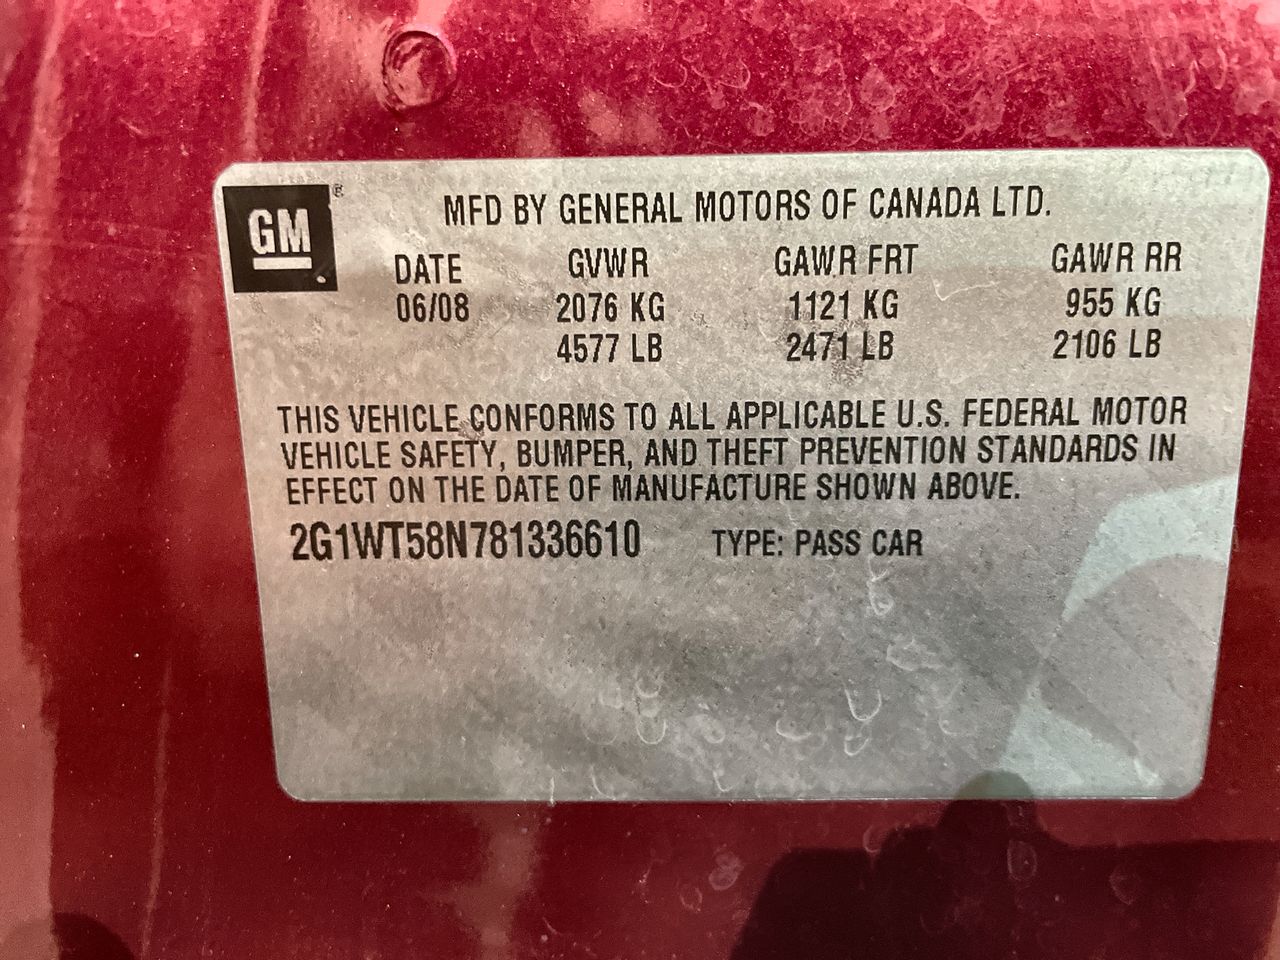 GM®
MFD BY GENERAL MOTORS OF CANADA LTD.
DATE GVWR GAWR FRT GAWR RR
06/08 2076 KG 1121 KG 955 KG
4577 LB 2471 LB 2106 LB
THIS VEHICLE CONFORMS TO ALL APPLICABLE U.S. FEDERAL MOTOR
VEHICLE SAFETY, BUMPER, AND THEFT PREVENTION STANDARDS IN
EFFECT ON THE DATE OF MANUFACTURE SHOWN ABOVE.
2G1WT58N781336610 TYPE: PASS CAR